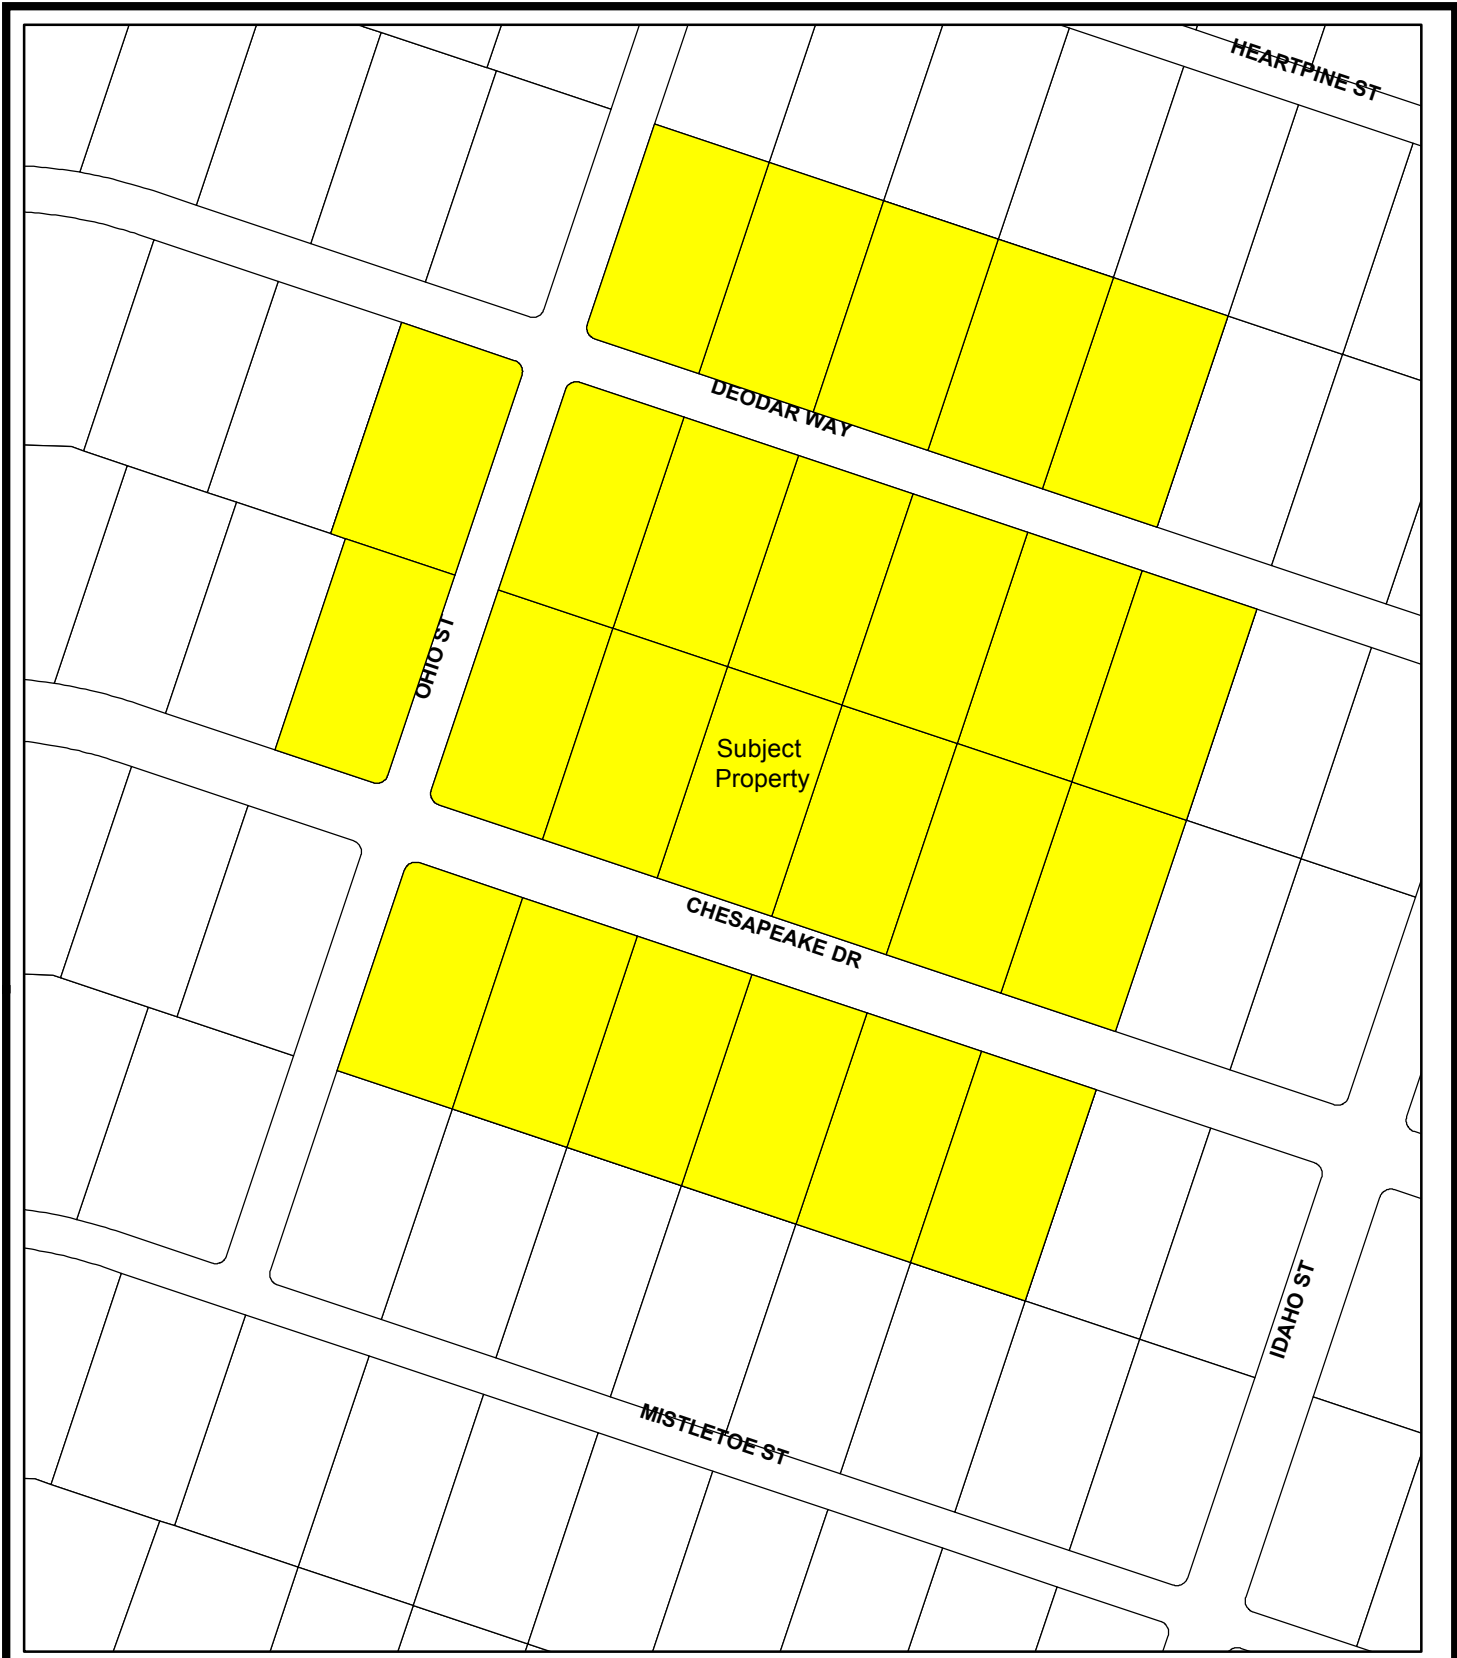 HEARTPINE ST
DEODAR WAY
OHIO ST
Subject
Property
CHESAPEAKE DR
IDAHO ST
MISTLETOE ST